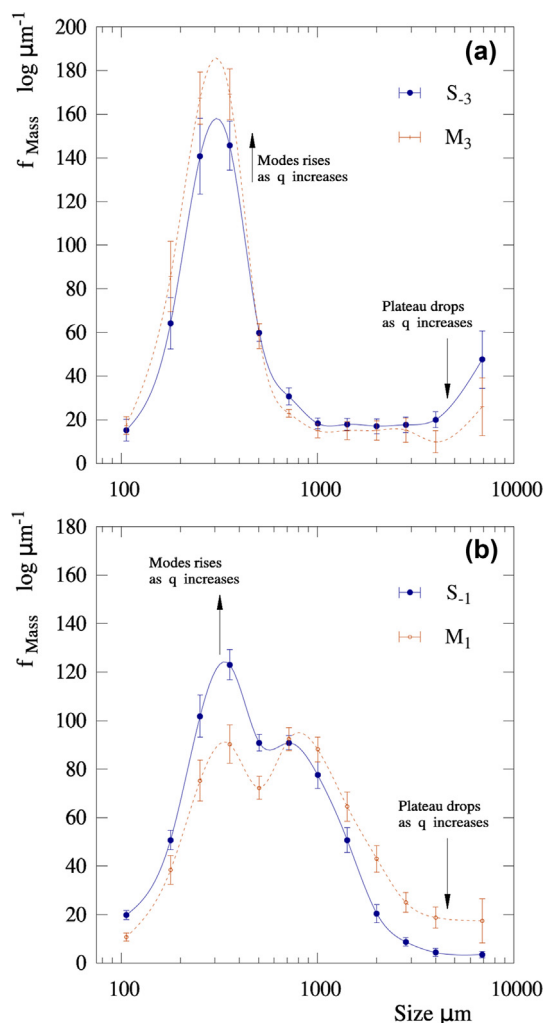 200
180
160
140
120
100
80
60
40
20
0
f Mass log μm-1
(a)
S-3
M3
Modes rises
as q increases
Plateau drops
as q increases
100
1000
10000
180
160
140
120
100
80
60
40
20
0
f Mass log μm-1
(b)
Modes rises
as q increases
S-1
M1
Plateau drops
as q increases
100
1000
10000
Size μm